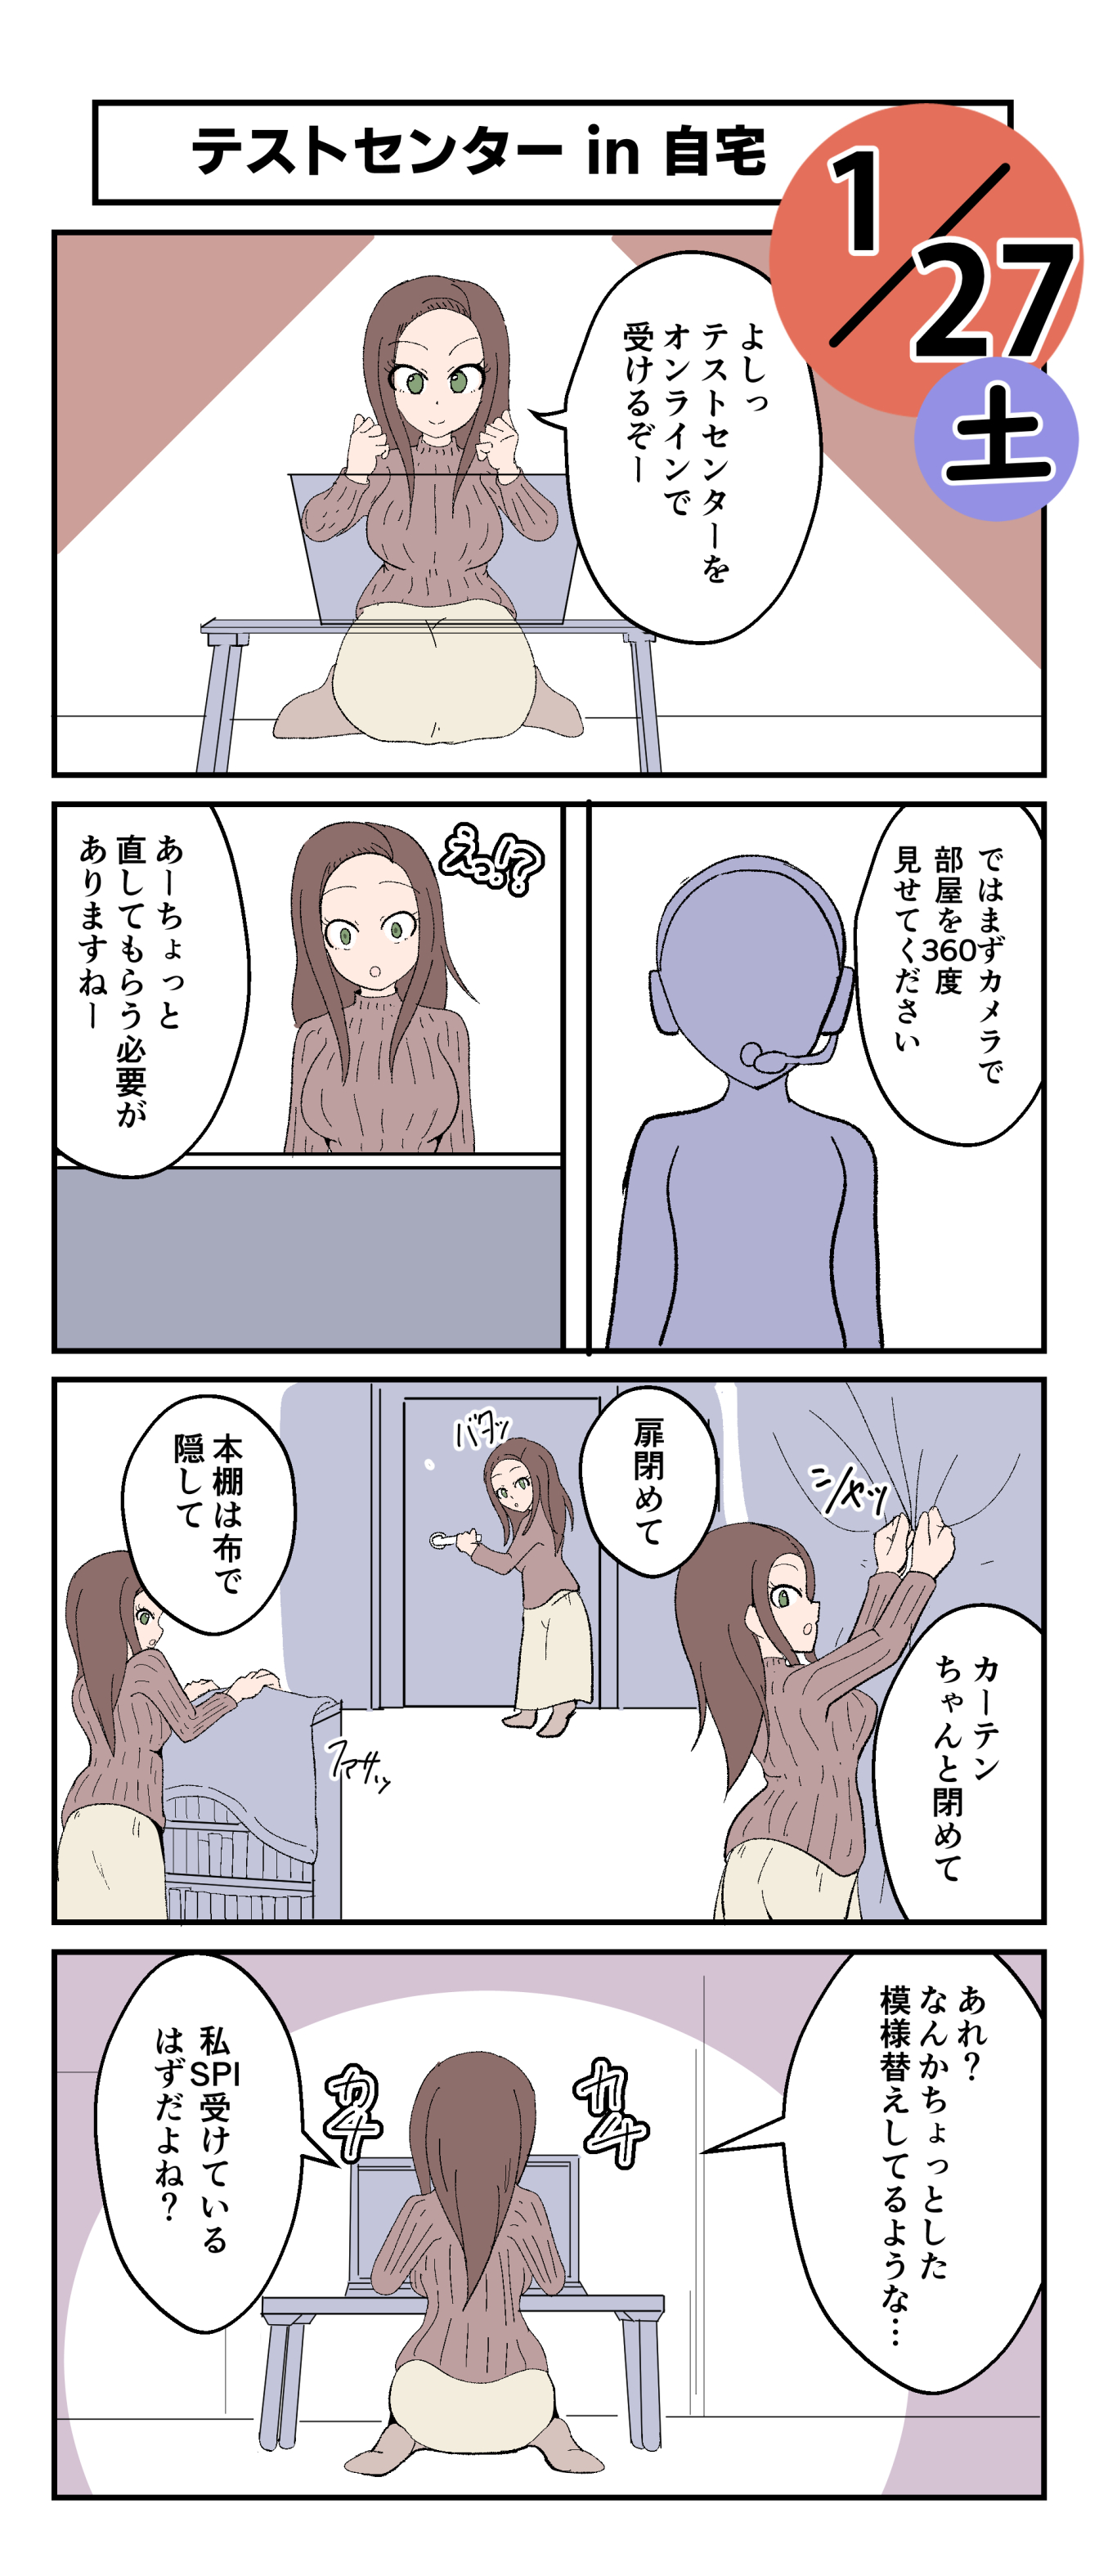 テストセンター in 自宅
1/27
土
よしっ
テストセンターを
オンラインで
受けるぞー
ではまずカメラで
部屋を360度
見せてください
えっ!?
あーちょっと
直してもらう必要が
ありますねー
シャッ
カーテン
ちゃんと閉めて
扉閉めて
バタッ
本棚は布で
隠して
ファサッ
あれ?
なんかちょっとした
模様替えしてるような…
カチ
カチ
私
SPI受けている
はずだよね?